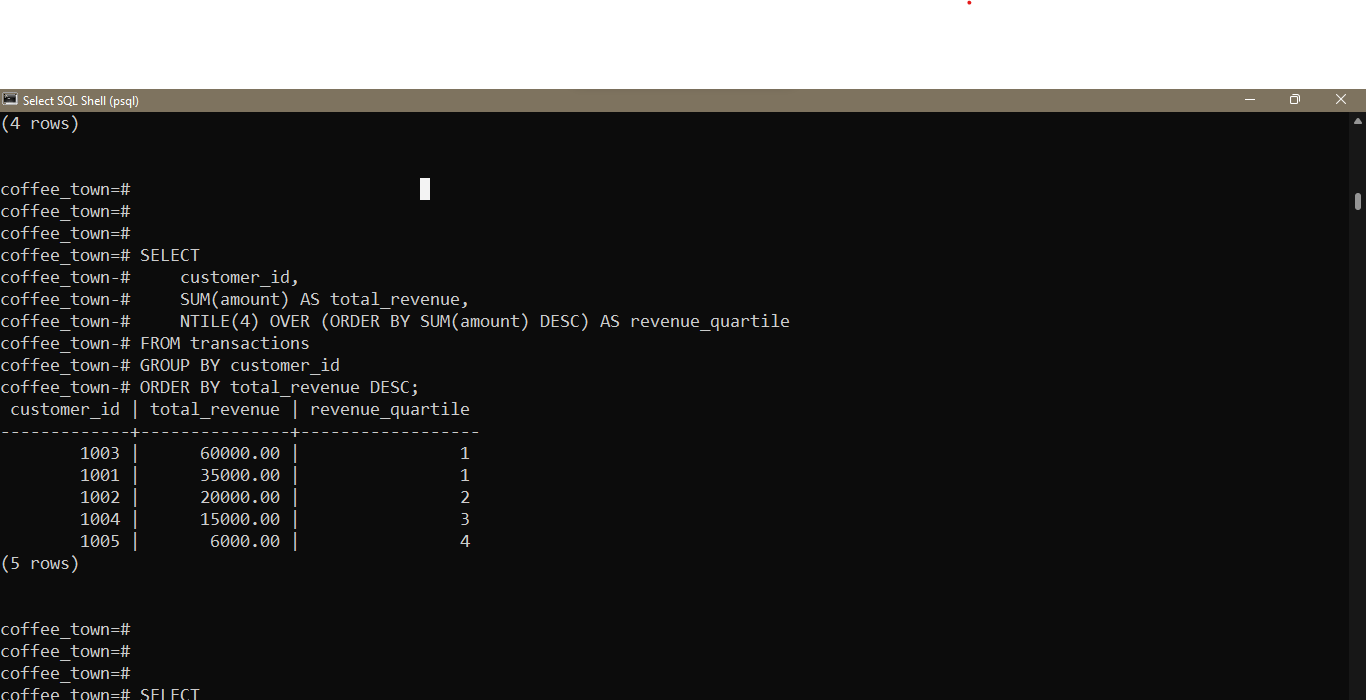 Select SQL Shell (psql)
(4 rows)
coffee_town=#
coffee_town=#
coffee_town=#
coffee_town=# SELECT
coffee_town-#     customer_id,
coffee_town-#     SUM(amount) AS total_revenue,
coffee_town-#     NTILE(4) OVER (ORDER BY SUM(amount) DESC) AS revenue_quartile
coffee_town-# FROM transactions
coffee_town-# GROUP BY customer_id
coffee_town-# ORDER BY total_revenue DESC;
 customer_id | total_revenue | revenue_quartile
-------------+---------------+------------------
        1003 |      60000.00 |                1
        1001 |      35000.00 |                1
        1002 |      20000.00 |                2
        1004 |      15000.00 |                3
        1005 |       6000.00 |                4
(5 rows)
coffee_town=#
coffee_town=#
coffee_town=#
coffee_town=# SELECT